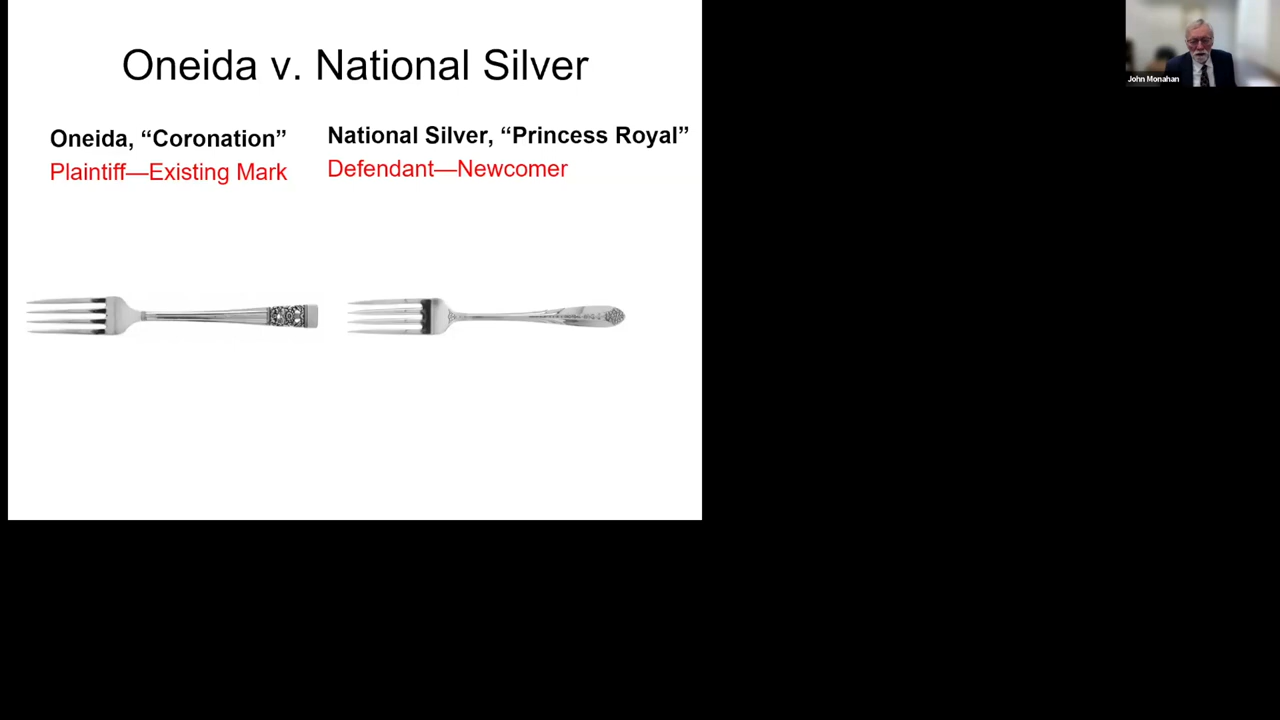 Oneida v. National Silver
Oneida, “Coronation”
Plaintiff—Existing Mark
National Silver, “Princess Royal”
Defendant—Newcomer
John Monahan